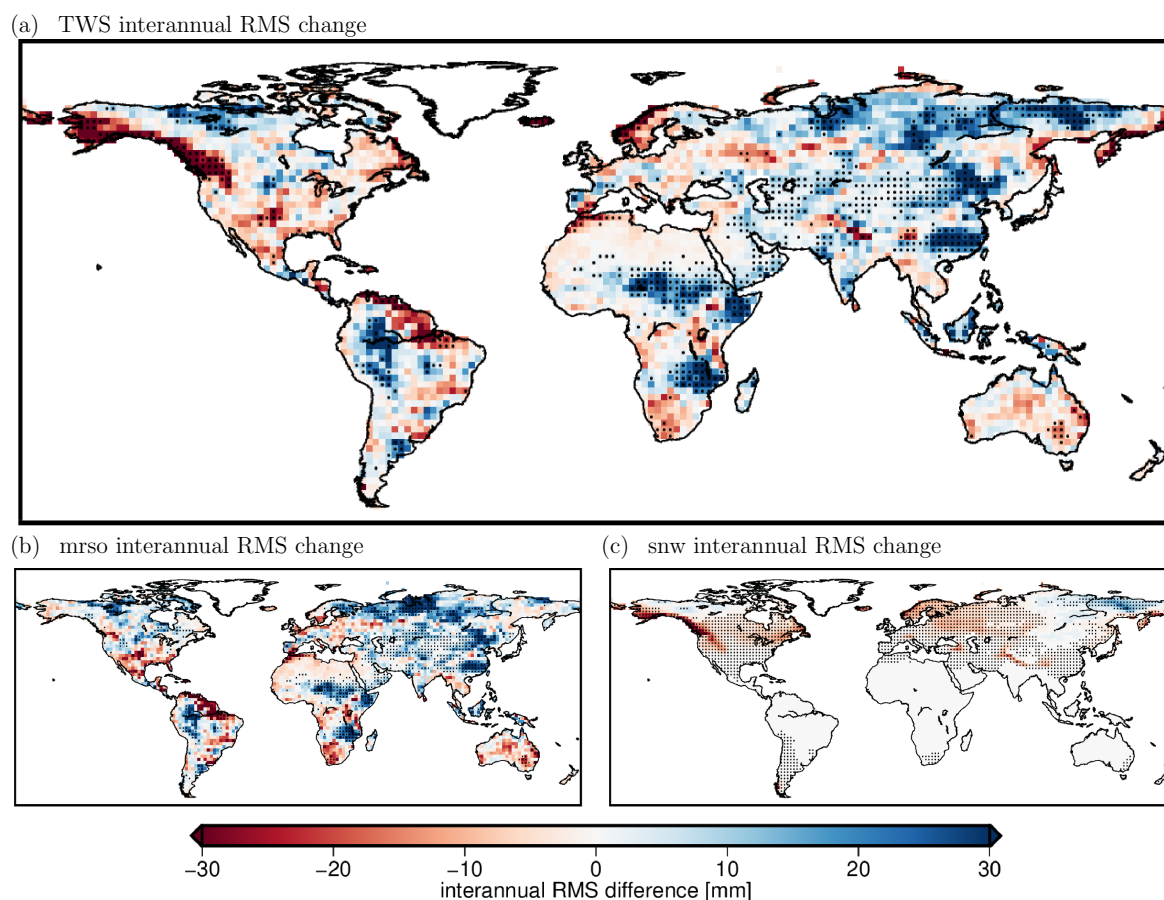 (a) TWS interannual RMS change
(b) mrso interannual RMS change
(c) snw interannual RMS change
−30 −20 −10 0 10 20 30
interannual RMS difference [mm]